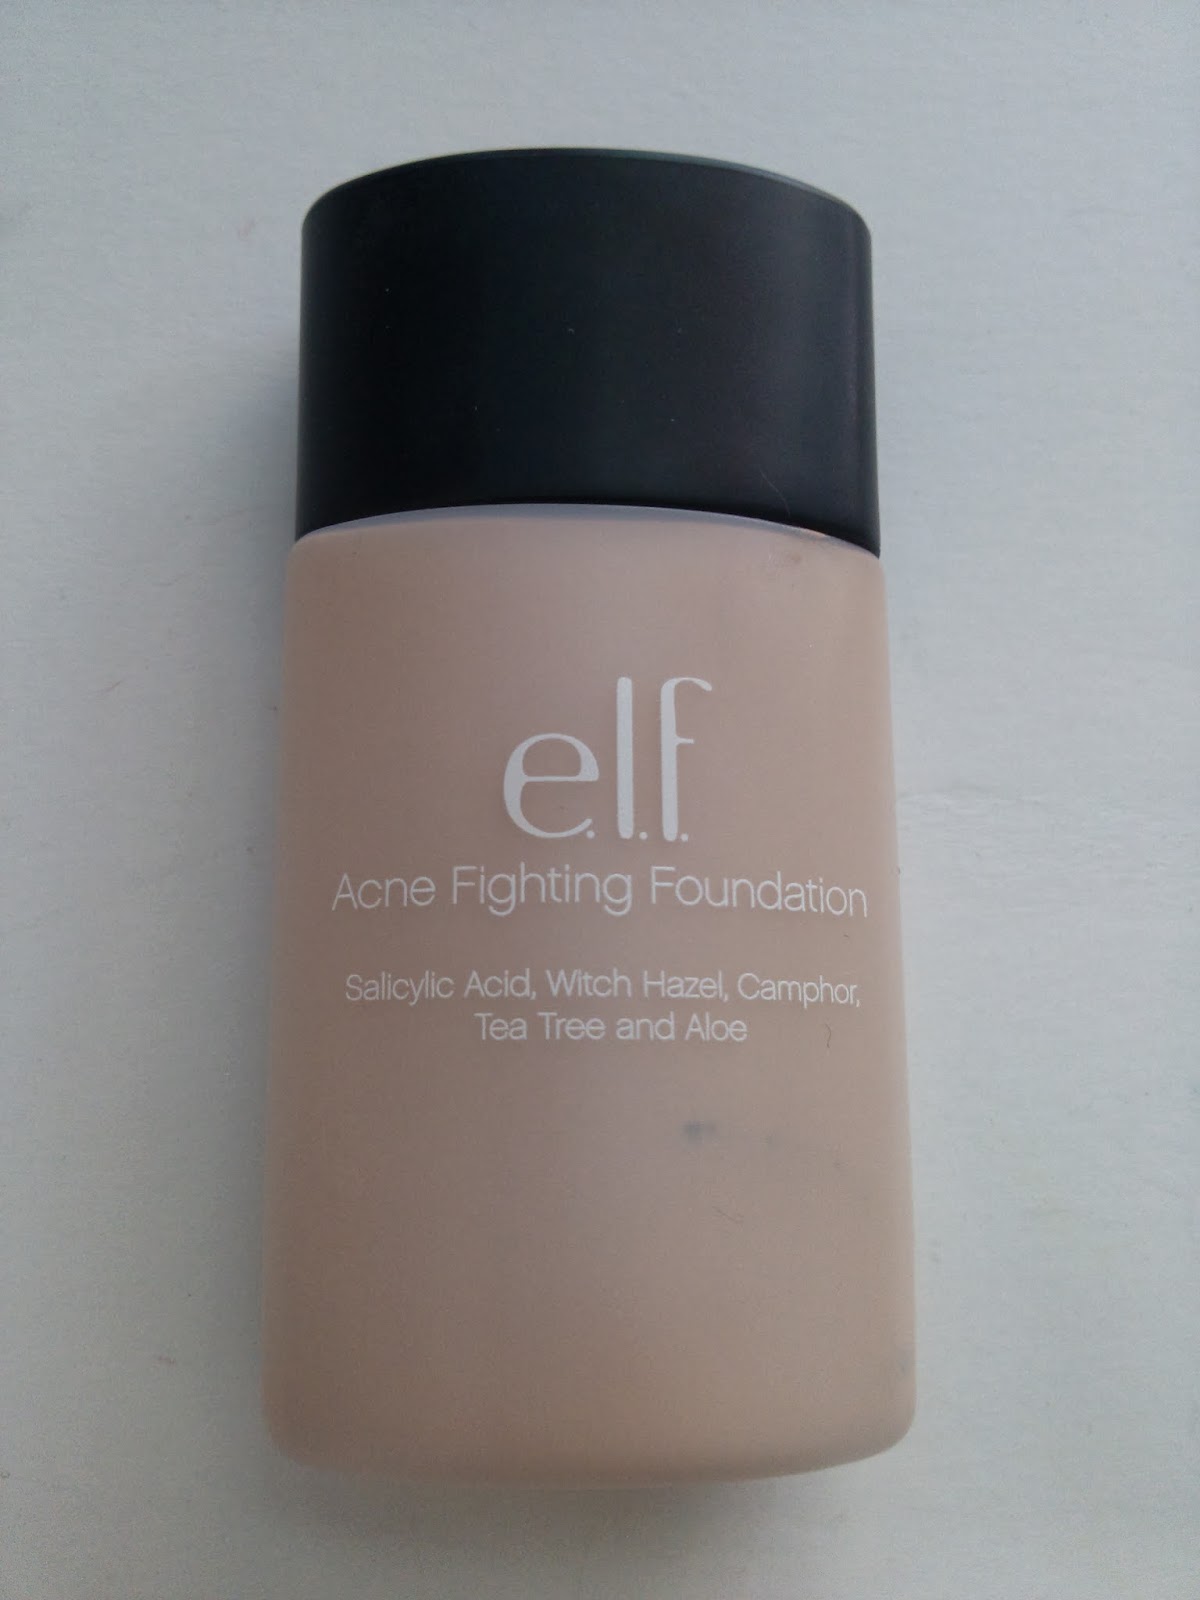 e.l.f.
Acne Fighting Foundation
Salicylic Acid, Witch Hazel, Camphor,
Tea Tree and Aloe